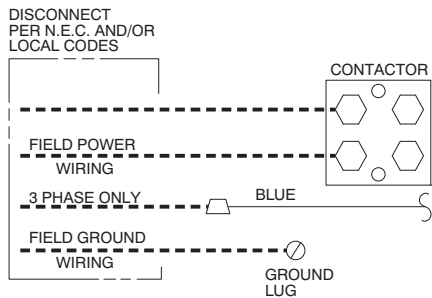 DISCONNECT
PER N.E.C. AND/OR
LOCAL CODES
CONTACTOR
FIELD POWER
WIRING
3 PHASE ONLY
BLUE
FIELD GROUND
WIRING
GROUND
LUG